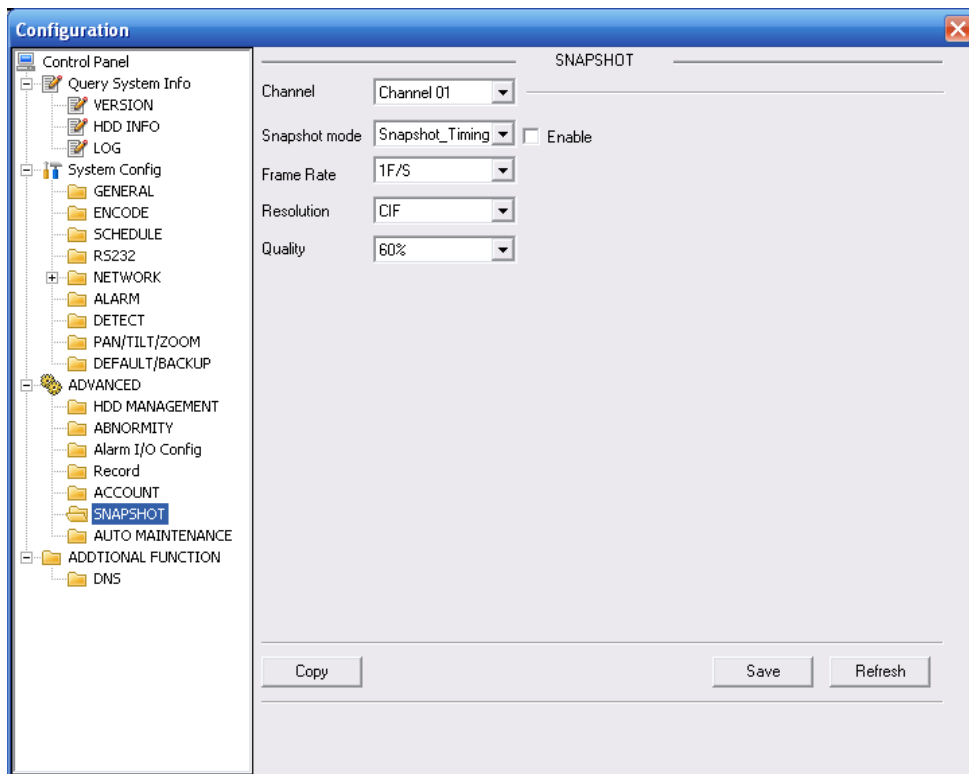 Configuration
Control Panel
Query System Info
VERSION
HDD INFO
LOG
System Config
GENERAL
ENCODE
SCHEDULE
RS232
NETWORK
ALARM
DETECT
PAN/TILT/ZOOM
DEFAULT/BACKUP
ADVANCED
HDD MANAGEMENT
ABNORMITY
Alarm I/O Config
Record
ACCOUNT
SNAPSHOT
AUTO MAINTENANCE
ADDTIONAL FUNCTION
DNS
SNAPSHOT
Channel Channel 01
Snapshot mode Snapshot_Timing Enable
Frame Rate 1F/S
Resolution CIF
Quality 60%
Copy Save Refresh